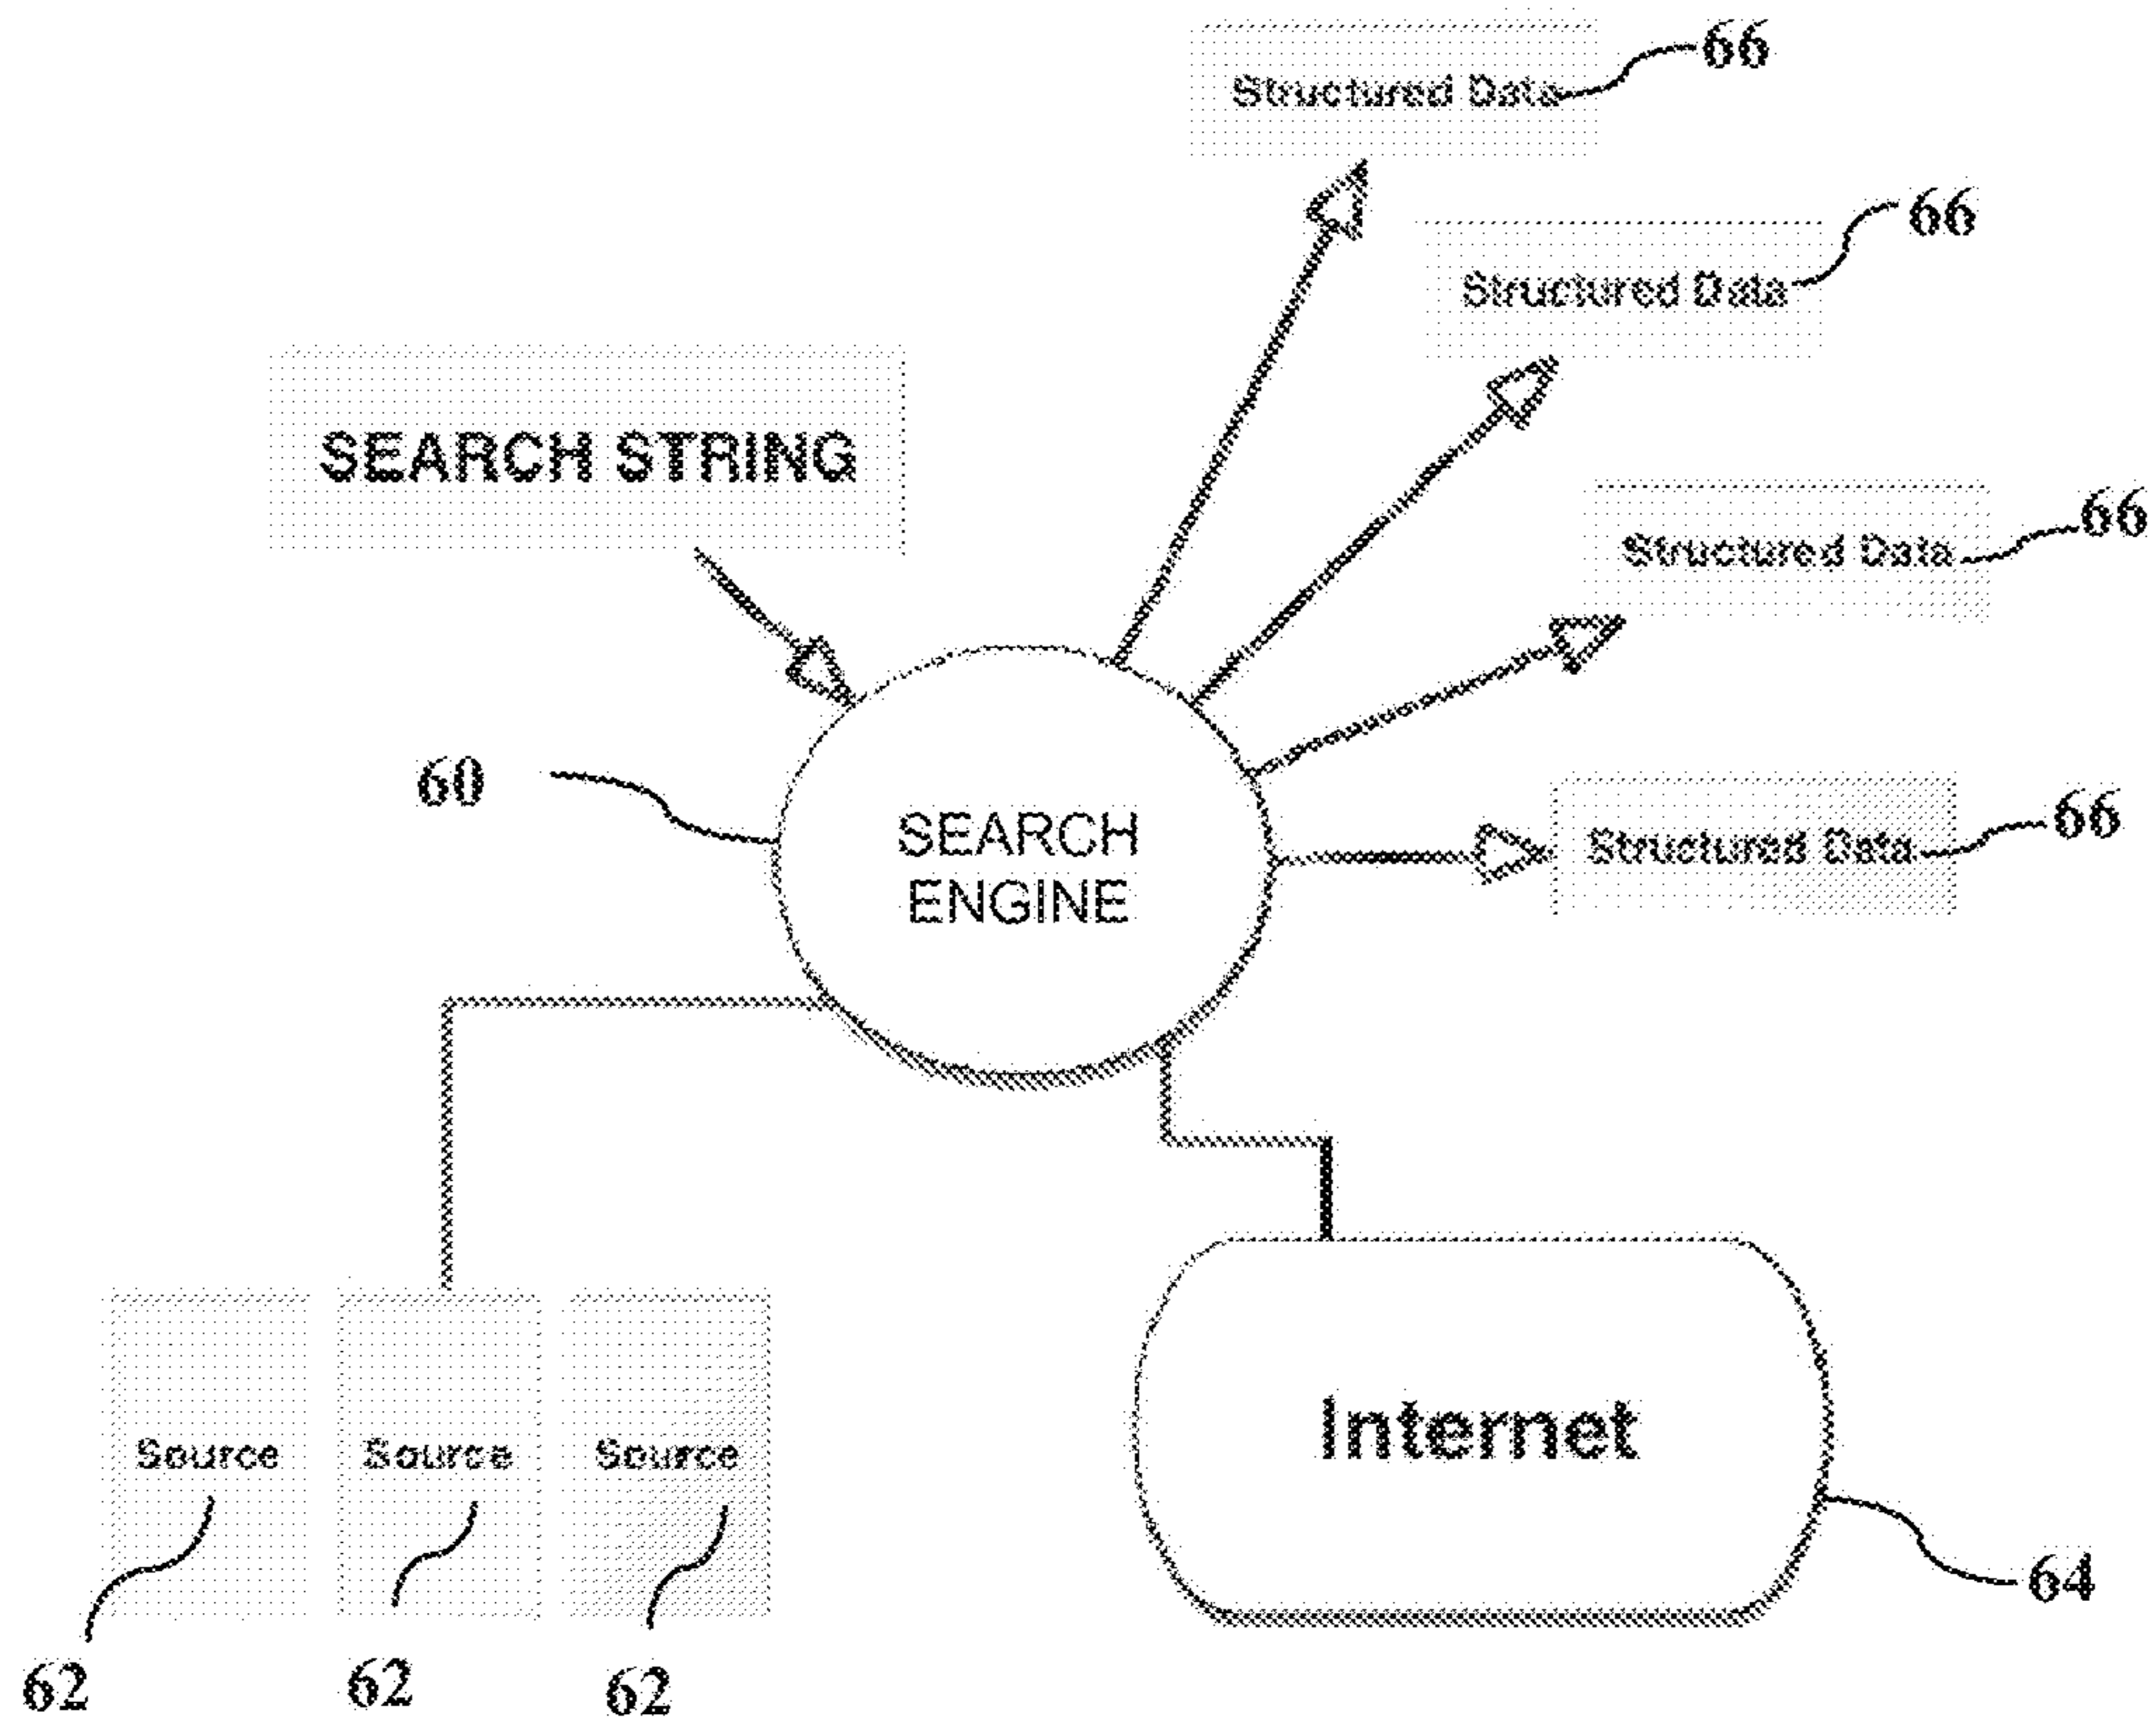 66
Structured Data
66
Structured Data
SEARCH STRING
66
Structured Data
60
SEARCH
ENGINE
66
Structured Data
Internet
Source
Source
Source
64
62
62
62